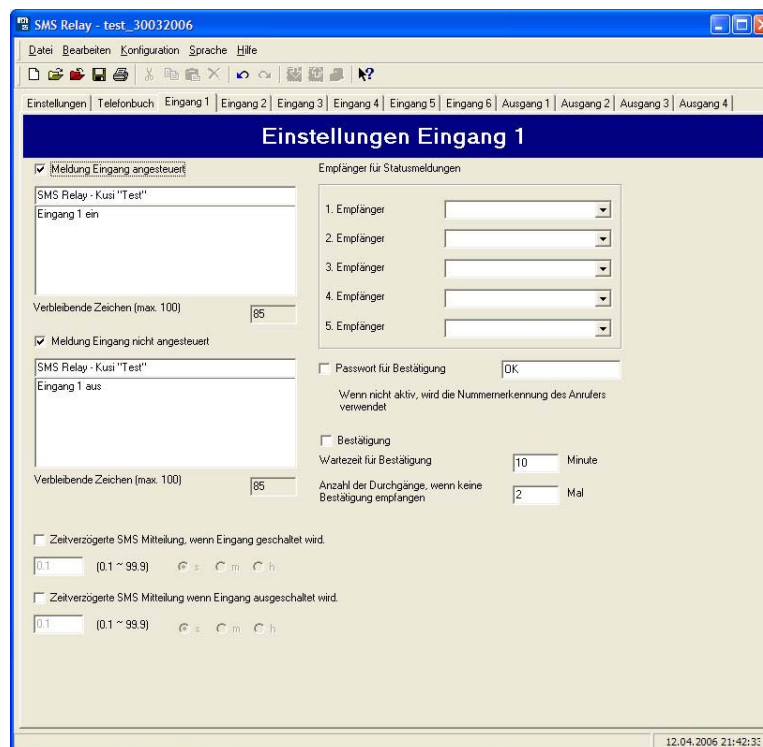 SMS Relay - test_30032006
Datei Bearbeiten Konfiguration Sprache Hilfe
Einstellungen Telefonbuch Eingang 1 Eingang 2 Eingang 3 Eingang 4 Eingang 5 Eingang 6 Ausgang 1 Ausgang 2 Ausgang 3 Ausgang 4
Einstellungen Eingang 1
Meldung Eingang angesteuert
SMS Relay - Kusi "Test"
Eingang 1 ein
Verbleibende Zeichen (max. 100) 85
Meldung Eingang nicht angesteuert
SMS Relay - Kusi "Test"
Eingang 1 aus
Verbleibende Zeichen (max. 100) 85
Empfänger für Statusmeldungen
1. Empfänger
2. Empfänger
3. Empfänger
4. Empfänger
5. Empfänger
Passwort für Bestätigung OK
Wenn nicht aktiv, wird die Nummernerkennung des Anrufers
verwendet
Bestätigung
Wartezeit für Bestätigung 10 Minute
Anzahl der Durchgänge, wenn keine
Bestätigung empfangen 2 Mal
Zeitverzögerte SMS Mitteilung, wenn Eingang geschaltet wird.
0.1 (0.1 ~ 99.9) s m h
Zeitverzögerte SMS Mitteilung wenn Eingang ausgeschaltet wird.
0.1 (0.1 ~ 99.9) s m h
12.04.2006 21:42:33